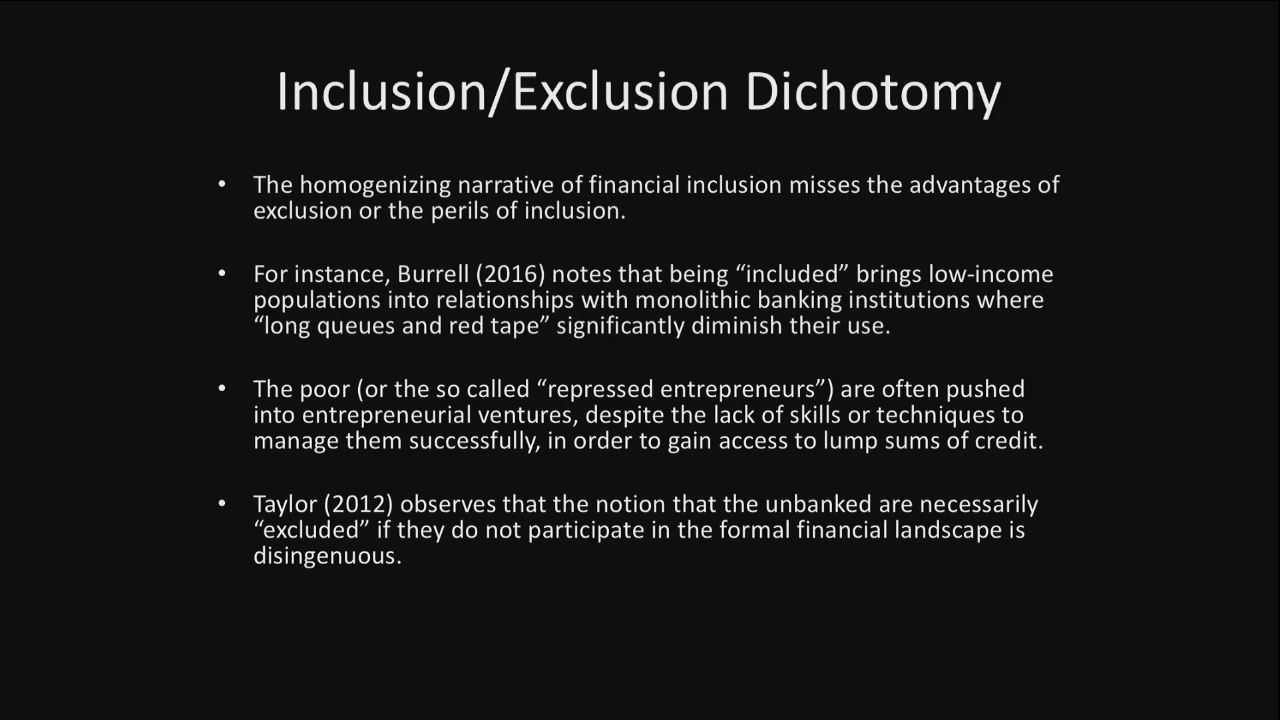 Inclusion/Exclusion Dichotomy
• The homogenizing narrative of financial inclusion misses the advantages of
exclusion or the perils of inclusion.
• For instance, Burrell (2016) notes that being “included” brings low-income
populations into relationships with monolithic banking institutions where
“long queues and red tape” significantly diminish their use.
• The poor (or the so called “repressed entrepreneurs”) are often pushed
into entrepreneurial ventures, despite the lack of skills or techniques to
manage them successfully, in order to gain access to lump sums of credit.
• Taylor (2012) observes that the notion that the unbanked are necessarily
“excluded” if they do not participate in the formal financial landscape is
disingenuous.